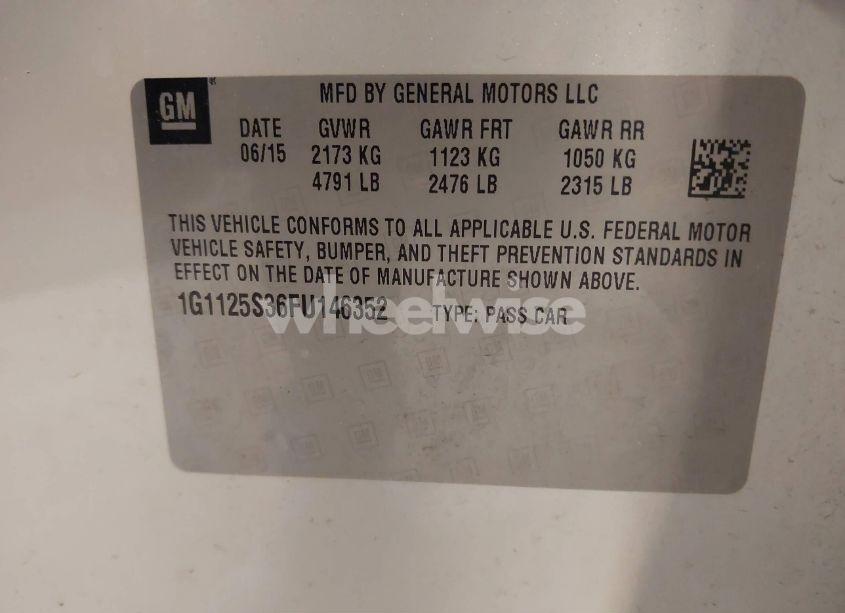 GM
MFD BY GENERAL MOTORS LLC
DATE GVWR GAWR FRT GAWR RR
06/15 2173 KG 1123 KG 1050 KG
4791 LB 2476 LB 2315 LB
THIS VEHICLE CONFORMS TO ALL APPLICABLE U.S. FEDERAL MOTOR
VEHICLE SAFETY, BUMPER, AND THEFT PREVENTION STANDARDS IN
EFFECT ON THE DATE OF MANUFACTURE SHOWN ABOVE.
1G1125S36FU146352 TYPE: PASS CAR
wheelwise